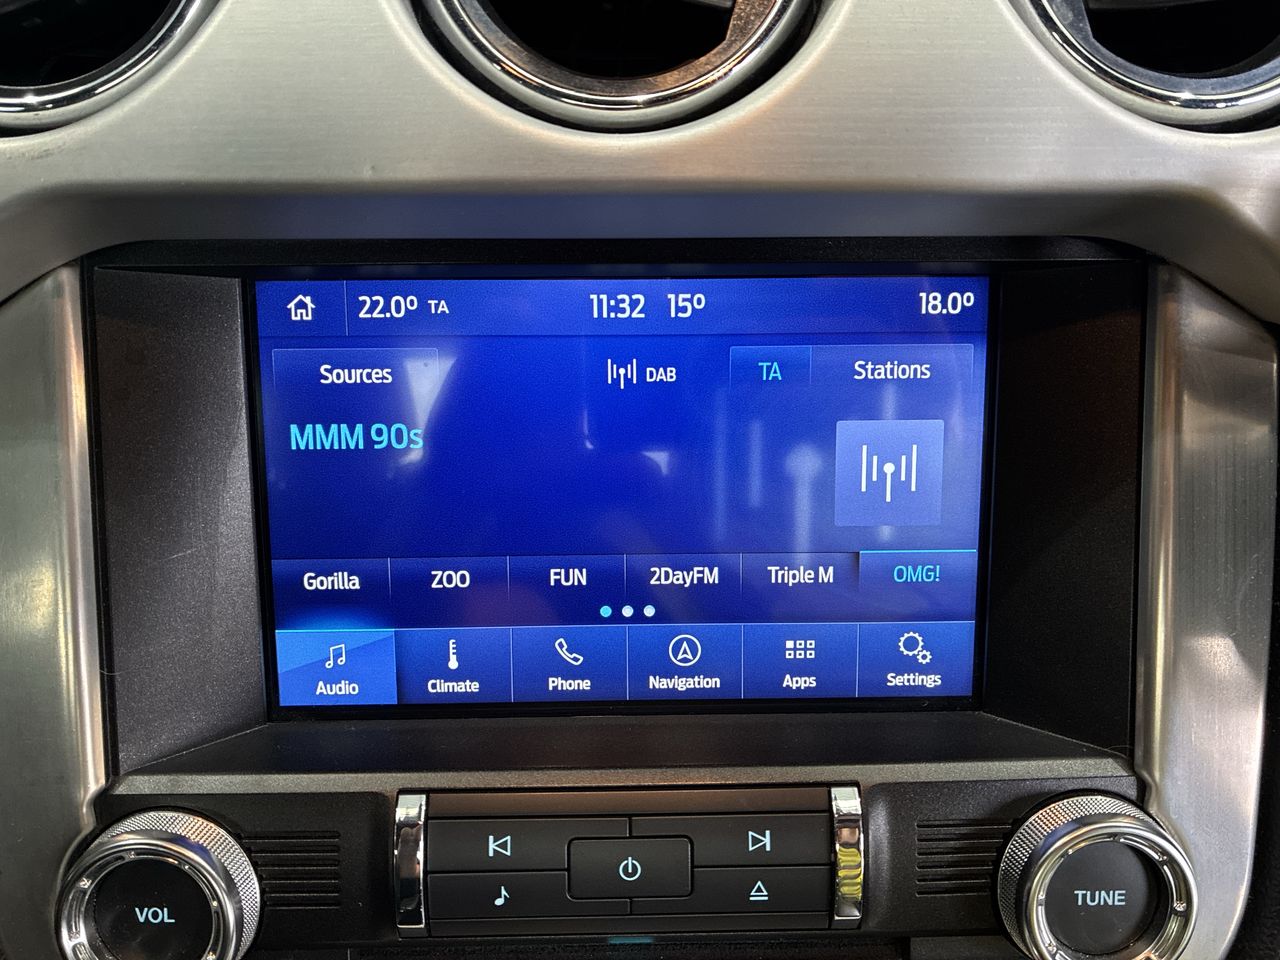 22.0° TA 11:32 15° 18.0°
Sources DAB TA Stations
MMM 90s
Gorilla ZOO FUN 2DayFM Triple M OMG!
Audio Climate Phone Navigation Apps Settings
VOL TUNE